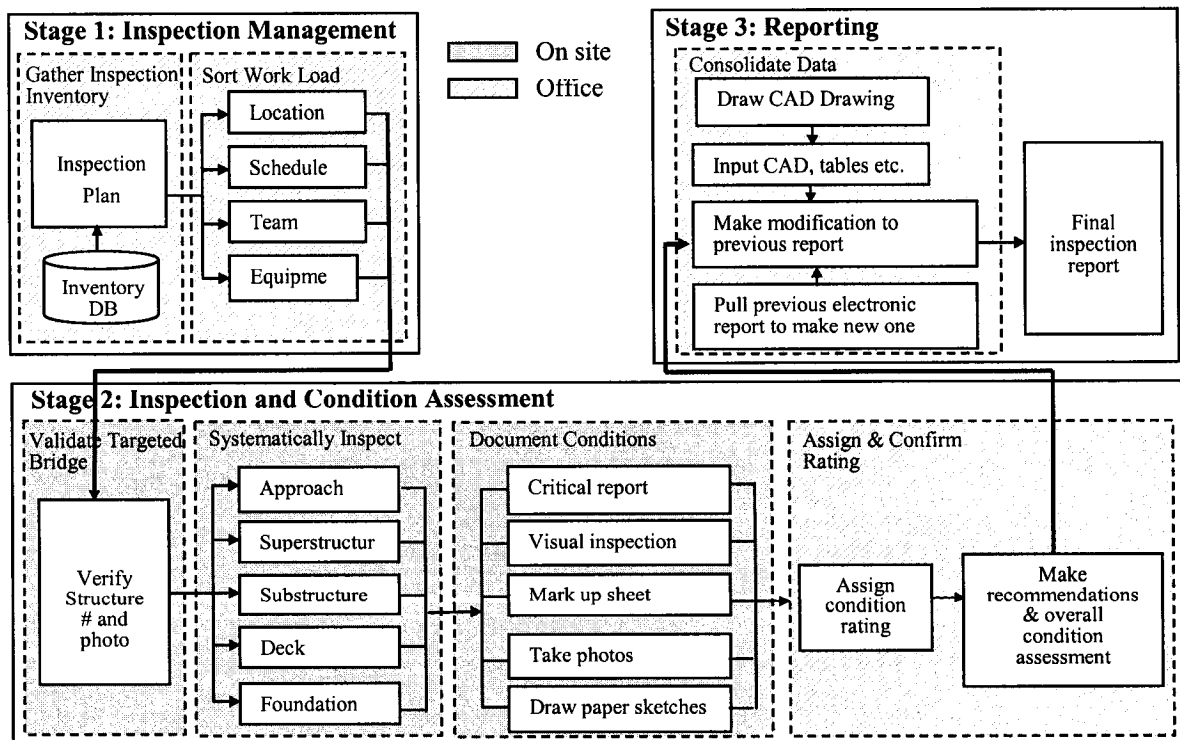 Stage 1: Inspection Management
Gather Inspection
Inventory
Inspection
Plan
Inventory
DB
Sort Work Load
Location
Schedule
Team
Equipme
On site
Office
Stage 3: Reporting
Consolidate Data
Draw CAD Drawing
Input CAD, tables etc.
Make modification to
previous report
Pull previous electronic
report to make new one
Final
inspection
report
Stage 2: Inspection and Condition Assessment
Validate Targeted
Bridge
Verify
Structure
# and
photo
Systematically Inspect
Approach
Superstructur
Substructure
Deck
Foundation
Document Conditions
Critical report
Visual inspection
Mark up sheet
Take photos
Draw paper sketches
Assign & Confirm
Rating
Assign
condition
rating
Make
recommendations
& overall
condition
assessment